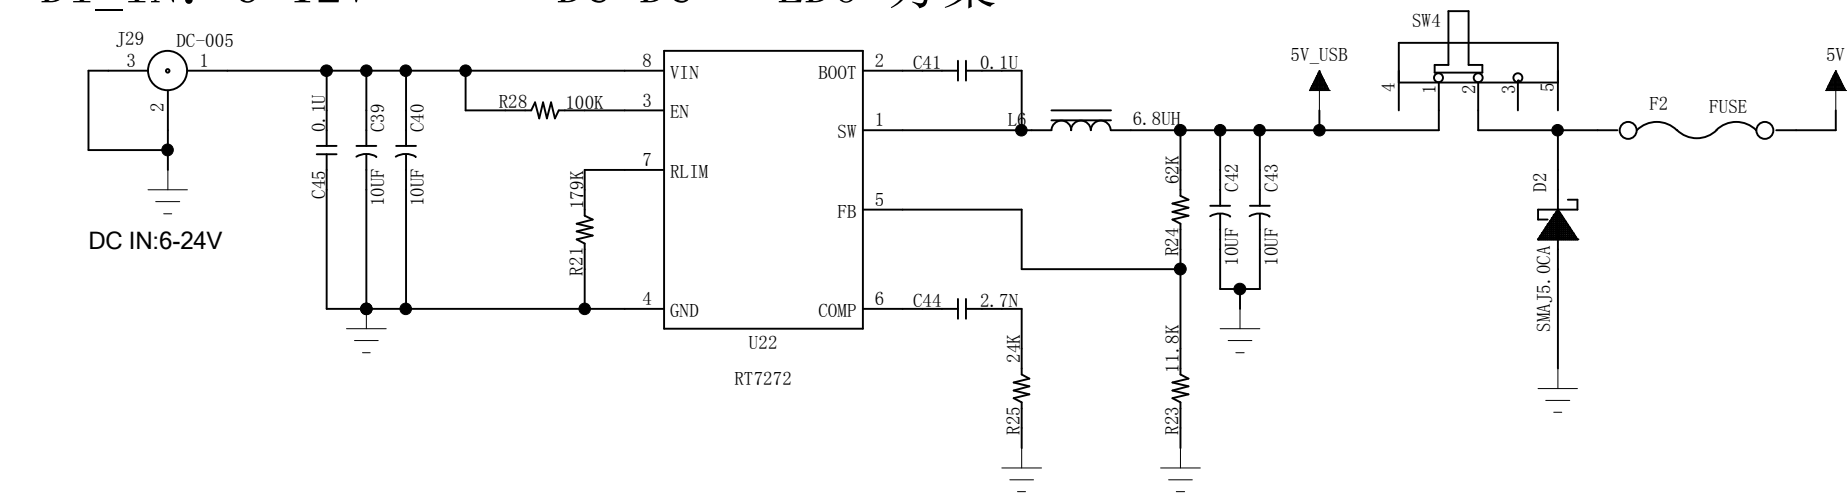 J29 DC-005
3
1
2
DC IN:6-24V
0.1U
C45
C39
10UF
C40
10UF
R28 100K
179K
R21
8 VIN
3 EN
7 RLIM
4 GND
BOOT 2
SW 1
FB 5
COMP 6
U22
RT7272
C41 0.1U
L6 6.8UH
C44 2.7N
24K
R25
62K
R24
11.8K
R23
C42
10UF
C43
10UF
5V_USB
SW4
4
1
2
3
5
D2
SMAJ5.0CA
F2 FUSE
5V